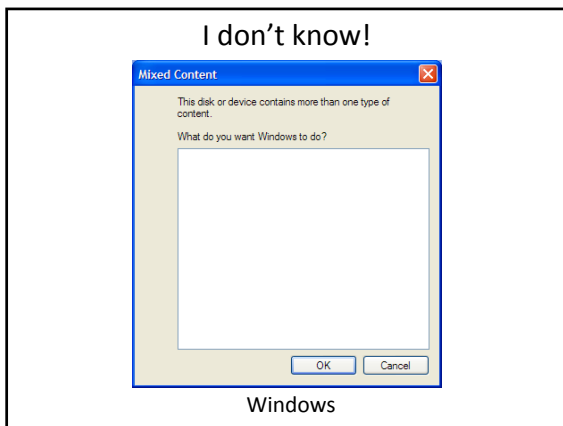 I don’t know!
Mixed Content
This disk or device contains more than one type of
content.
What do you want Windows to do?
OK Cancel
Windows